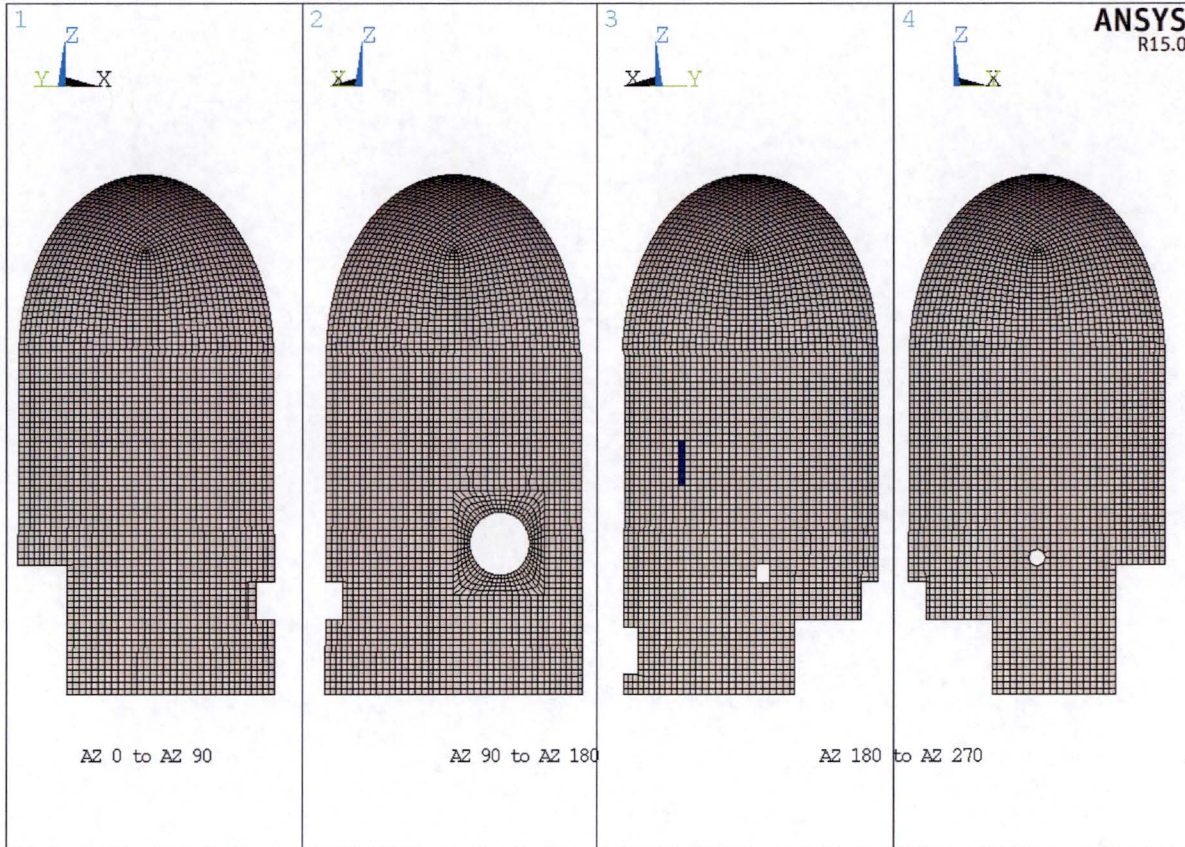 1 2 3 4 ANSYS
R15.0
Z Z Z Z
Y X X X Y X
AZ 0 to AZ 90 AZ 90 to AZ 180 AZ 180 to AZ 270